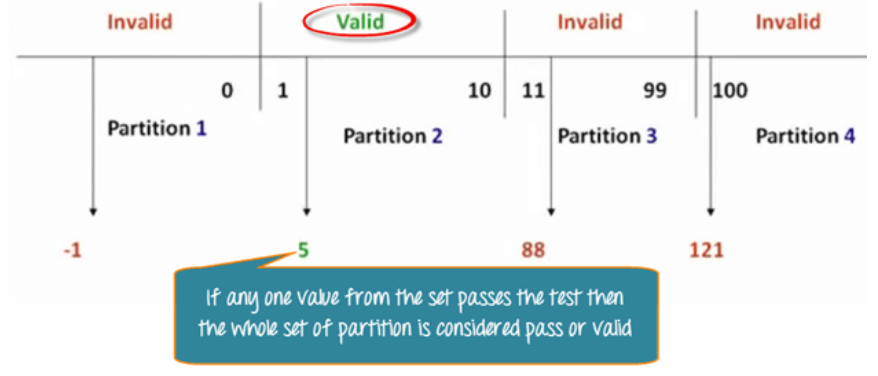 Invalid Valid Invalid Invalid
0 1 10 11 99 100
Partition 1 Partition 2 Partition 3 Partition 4
-1 5 88 121
If any one value from the set passes the test then
the whole set of partition is considered pass or valid